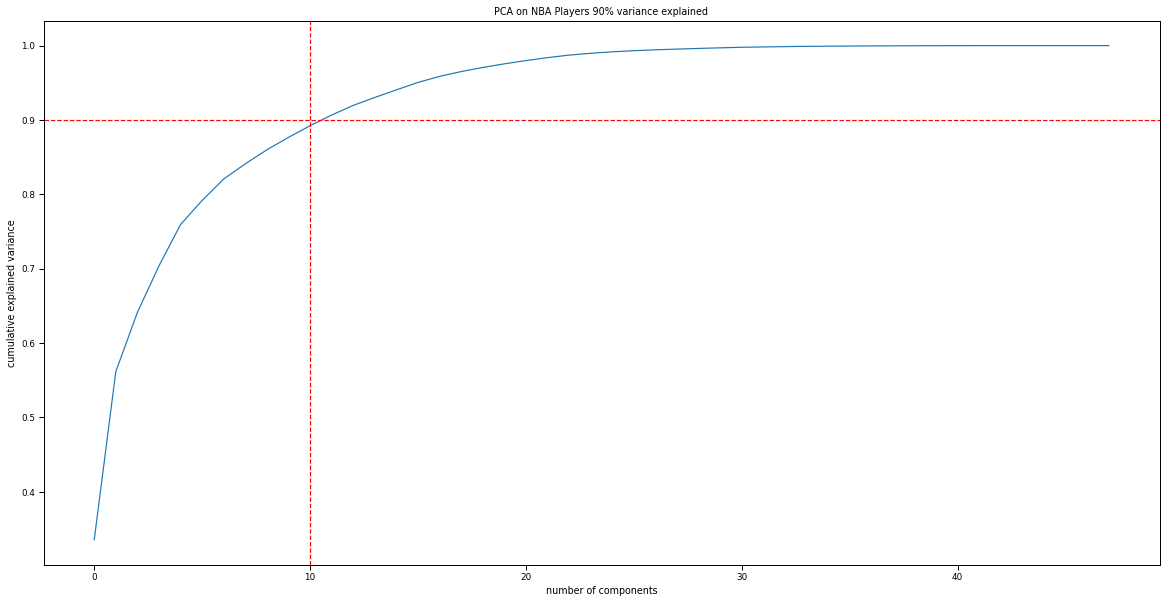 PCA on NBA Players 90% variance explained
1.0
0.9
0.8
0.7
0.6
0.5
0.4
cumulative explained variance
0 10 20 30 40
number of components